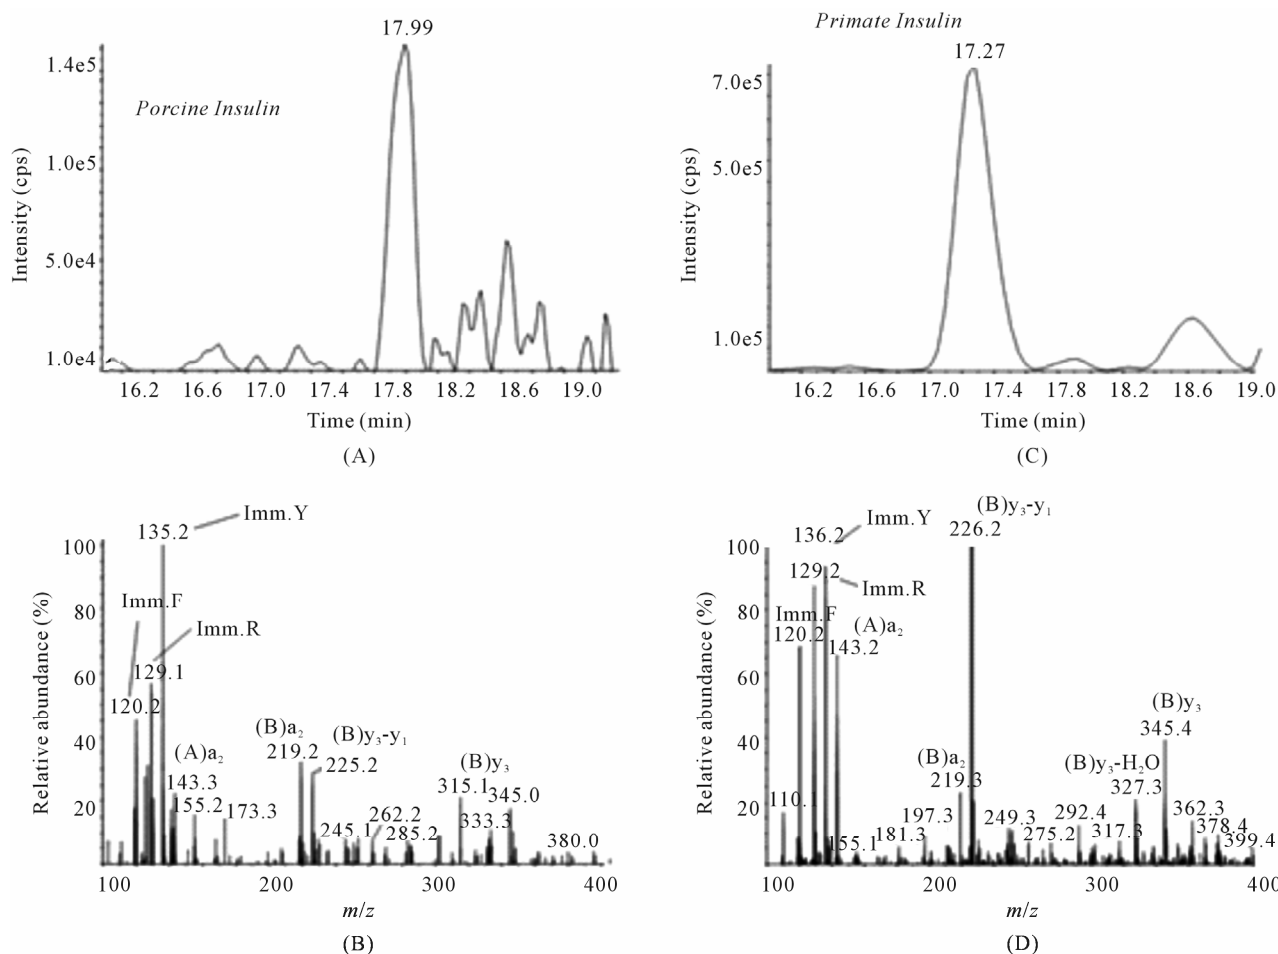 17.99
1.4e5
Porcine Insulin
1.0e5
Intensity (cps)
5.0e4
1.0e4
16.2 16.6 17.0 17.4 17.8 18.2 18.6 19.0
Time (min)
(A)
Primate Insulin
17.27
7.0e5
5.0e5
Intensity (cps)
1.0e5
16.2 16.6 17.0 17.4 17.8 18.2 18.6 19.0
Time (min)
(C)
Imm.Y
135.2
100
Imm.F
80
Imm.R
129.1
60
120.2
Relative abundance (%)
(B)a2
(A)a2
(B)y3-y1
219.2
225.2
40
143.3
(B)y3
315.1
345.0
155.2
173.3
20
262.2
333.3
245.1
285.2
380.0
100 200 300 400
m/z
(B)
(B)y3-y1
226.2
Imm.Y
136.2
100
129.2
Imm.R
80
Imm.F
120.2
(A)a2
143.2
60
Relative abundance (%)
(B)y3
345.4
40
(B)a2
219.3
(B)y3-H2O
327.3
20
110.1
197.3
249.3
292.4
362.3
155.1
181.3
275.2
317.3
378.4
399.4
100 200 300 400
m/z
(D)